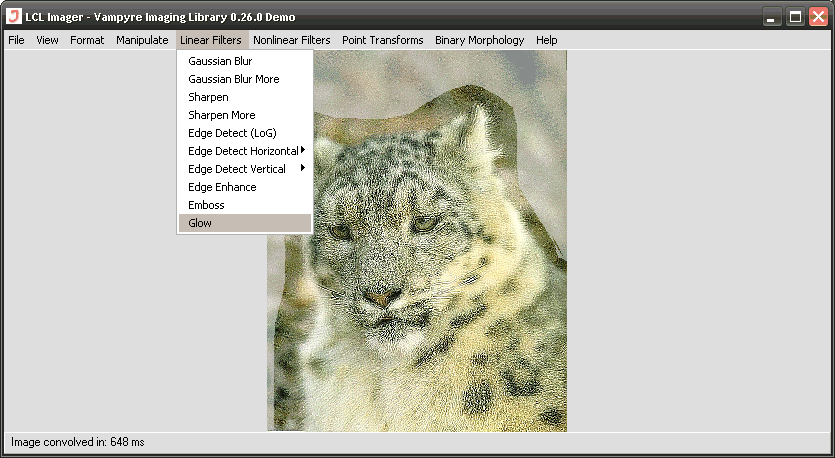 LCL Imager - Vampyre Imaging Library 0.26.0 Demo
File View Format Manipulate Linear Filters Nonlinear Filters Point Transforms Binary Morphology Help
Gaussian Blur
Gaussian Blur More
Sharpen
Sharpen More
Edge Detect (LoG)
Edge Detect Horizontal
Edge Detect Vertical
Edge Enhance
Emboss
Glow
Image convolved in: 648 ms